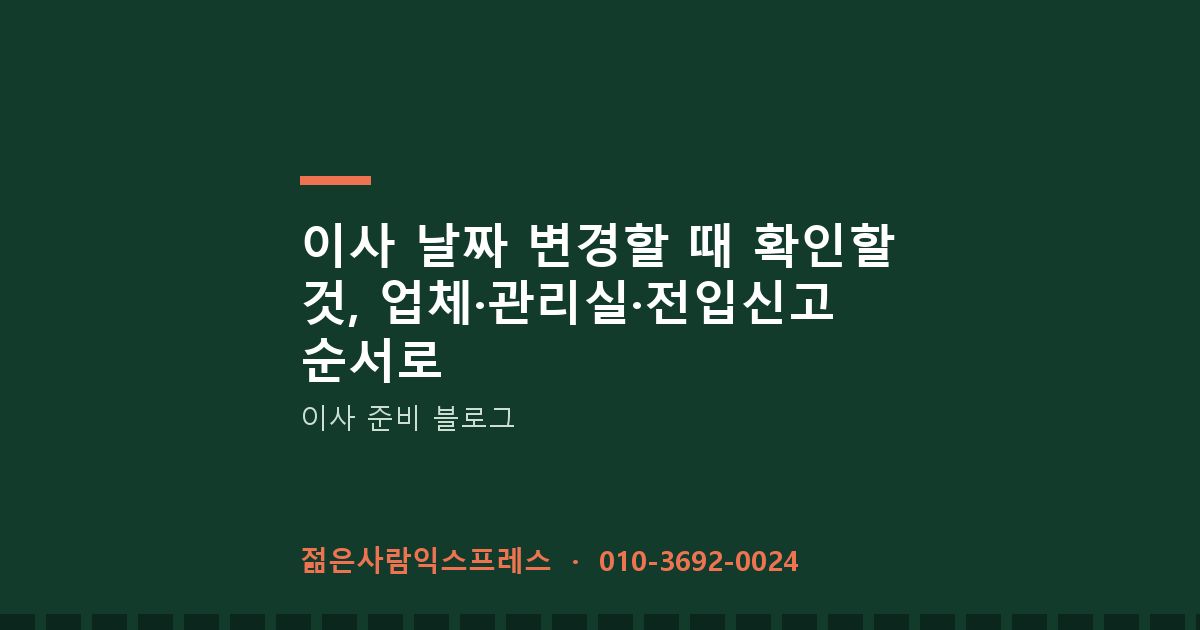 이사 날짜 변경할 때 확인할
것, 업체·관리실·전입신고
순서로
이사 준비 블로그
젊은사람익스프레스 · 010-3692-0024